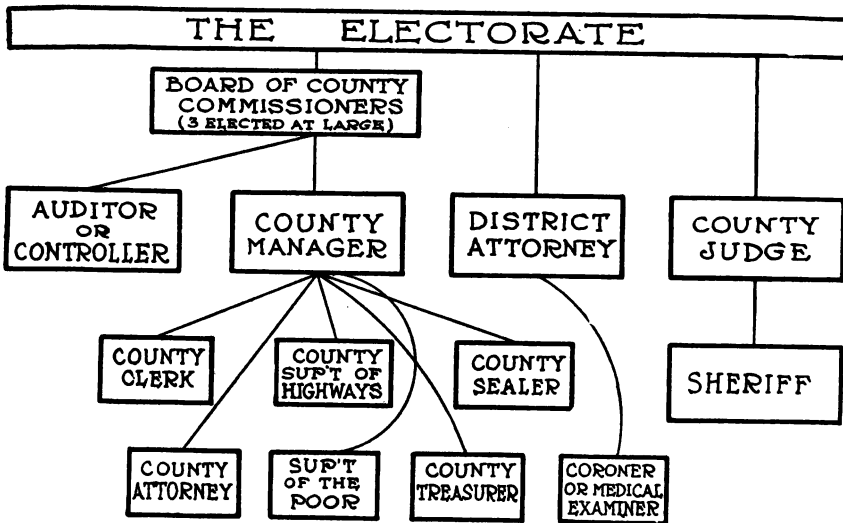 THE ELECTORATE
BOARD OF COUNTY
COMMISSIONERS
(3 ELECTED AT LARGE)
AUDITOR
OR
CONTROLLER
COUNTY
MANAGER
DISTRICT
ATTORNEY
COUNTY
JUDGE
COUNTY
CLERK
COUNTY
SUP'T OF
HIGHWAYS
COUNTY
SEALER
SHERIFF
COUNTY
ATTORNEY
SUP'T
OF THE
POOR
COUNTY
TREASURER
CORONER
OR MEDICAL
EXAMINER